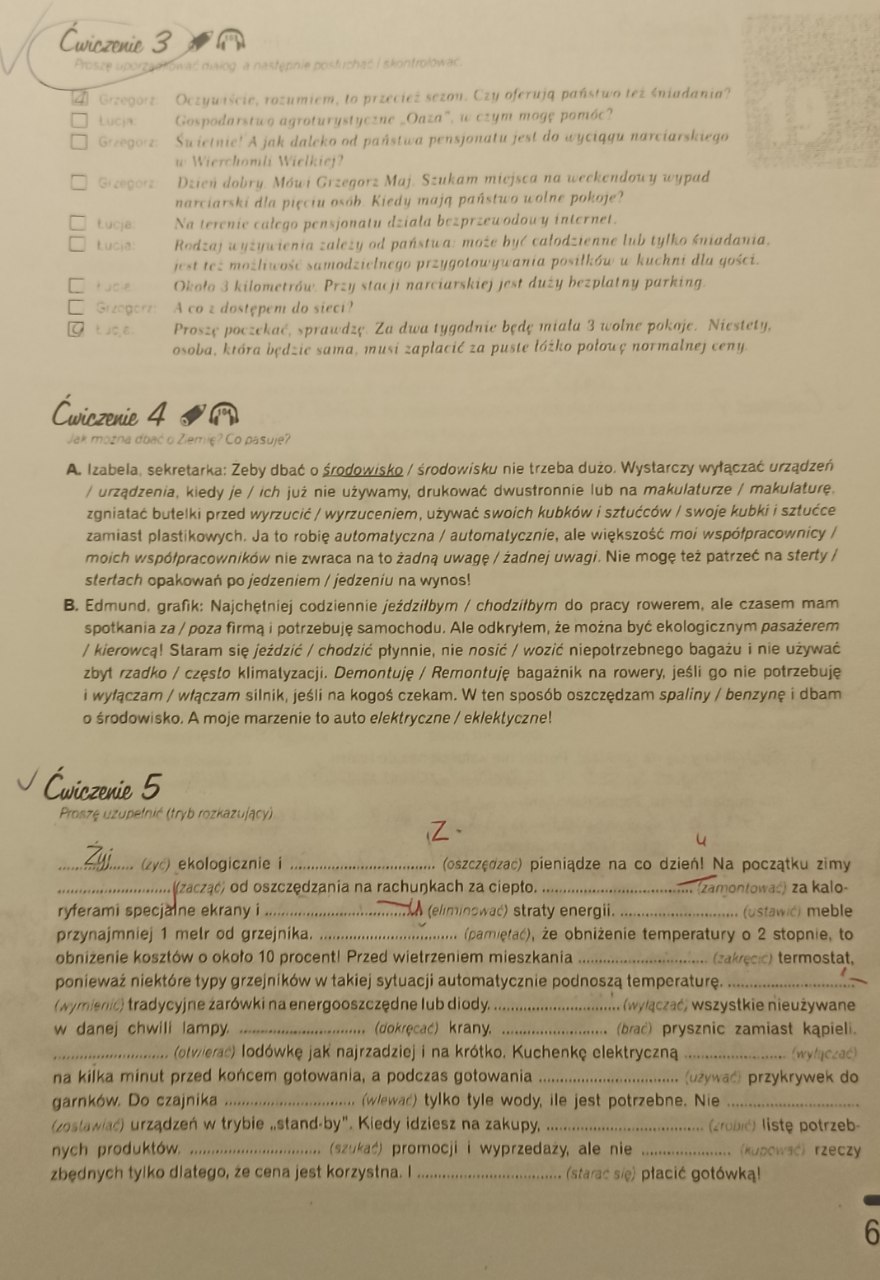 Ćwiczenie 3
Proszę uporządkować dialog, a następnie posłuchać i skontrolować.
4 Grzegorz: Oczywiście, rozumiem, to przecież sezon. Czy oferują państwo też śniadania?
Łucja: Gospodarstwo agroturystyczne „Oaza”, w czym mogę pomóc?
Grzegorz: Świetnie! A jak daleko od państwa pensjonatu jest do wyciągu narciarskiego
w Wierchomli Wielkiej?
Grzegorz: Dzień dobry. Mówi Grzegorz Maj. Szukam miejsca na weekendowy wypad
narciarski dla pięciu osób. Kiedy mają państwo wolne pokoje?
Łucja: Na terenie całego pensjonatu działa bezprzewodowy internet.
Łucja: Rodzaj wyżywienia zależy od państwa: może być całodzienne lub tylko śniadania,
jest też możliwość samodzielnego przygotowywania posiłków w kuchni dla gości.
Łucja: Około 3 kilometrów. Przy stacji narciarskiej jest duży bezpłatny parking.
Grzegorz: A co z dostępem do sieci?
Łucja: Proszę poczekać, sprawdzę. Za dwa tygodnie będę miała 3 wolne pokoje. Niestety,
osoba, która będzie sama, musi zapłacić za puste łóżko połowę normalnej ceny.
Ćwiczenie 4
Jak można dbać o Ziemię? Co pasuje?
A. Izabela, sekretarka: Żeby dbać o środowisko / środowisku nie trzeba dużo. Wystarczy wyłączać urządzeń
/ urządzenia, kiedy je / ich już nie używamy, drukować dwustronnie lub na makulaturze / makulaturę,
zgniatać butelki przed wyrzucić / wyrzuceniem, używać swoich kubków i sztućców / swoje kubki i sztućce
zamiast plastikowych. Ja to robię automatyczna / automatycznie, ale większość moi współpracownicy /
moich współpracowników nie zwraca na to żadną uwagę / żadnej uwagi. Nie mogę też patrzeć na sterty /
stertach opakowań po jedzeniem / jedzeniu na wynos!
B. Edmund, grafik: Najchętniej codziennie jeździłbym / chodziłbym do pracy rowerem, ale czasem mam
spotkania za / poza firmą i potrzebuję samochodu. Ale odkryłem, że można być ekologicznym pasażerem
/ kierowcą! Staram się jeździć / chodzić płynnie, nie nosić / wozić niepotrzebnego bagażu i nie używać
zbyt rzadko / często klimatyzacji. Demontuję / Remontuję bagażnik na rowery, jeśli go nie potrzebuję
i wyłączam / włączam silnik, jeśli na kogoś czekam. W ten sposób oszczędzam spaliny / benzynę i dbam
o środowisko. A moje marzenie to auto elektryczne / eklektyczne!
Ćwiczenie 5
Proszę uzupełnić (tryb rozkazujący).
Z.
Żyj (żyć) ekologicznie i .................... (oszczędzać) pieniądze na co dzień! Na początku zimy
.................... (zacząć) od oszczędzania na rachunkach za ciepło. .................... (zamontować) za kalo-
ryferami specjalne ekrany i .................... (eliminować) straty energii. .................... (ustawić) meble
przynajmniej 1 metr od grzejnika. .................... (pamiętać), że obniżenie temperatury o 2 stopnie, to
obniżenie kosztów o około 10 procent! Przed wietrzeniem mieszkania .................... (zakręcić) termostat,
ponieważ niektóre typy grzejników w takiej sytuacji automatycznie podnoszą temperaturę. ....................
(wymienić) tradycyjne żarówki na energooszczędne lub diody. .................... (wyłączać) wszystkie nieużywane
w danej chwili lampy. .................... (dokręcać) krany. .................... (brać) prysznic zamiast kąpieli.
.................... (otwierać) lodówkę jak najrzadziej i na krótko. Kuchenkę elektryczną .................... (wyłączać)
na kilka minut przed końcem gotowania, a podczas gotowania .................... (używać) przykrywek do
garnków. Do czajnika .................... (wlewać) tylko tyle wody, ile jest potrzebne. Nie ....................
(zostawiać) urządzeń w trybie „stand-by”. Kiedy idziesz na zakupy, .................... (zrobić) listę potrzeb-
nych produktów. .................... (szukać) promocji i wyprzedaży, ale nie .................... (kupować) rzeczy
zbędnych tylko dlatego, że cena jest korzystna. I .................... (starać się) płacić gotówką!
6